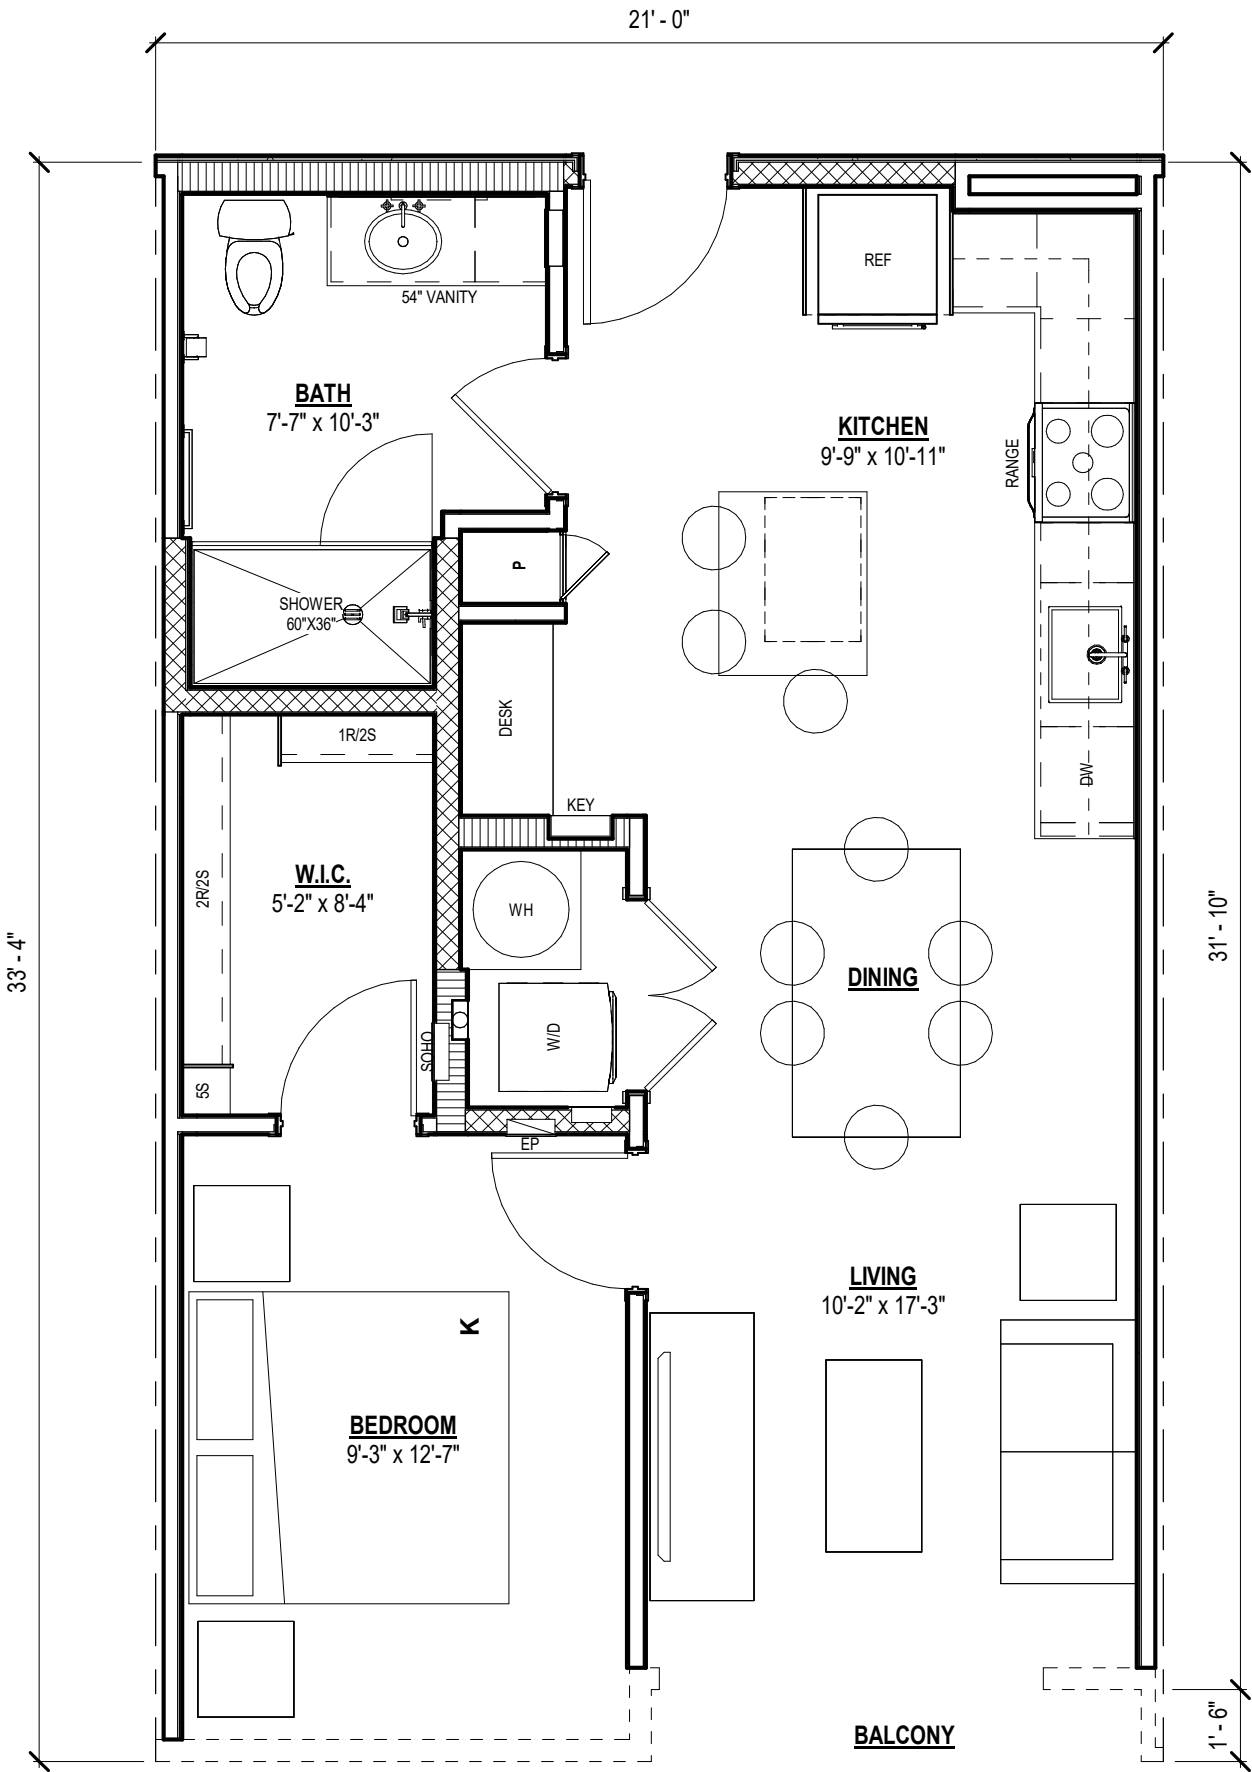 21' - 0"
REF
54" VANITY
BATH
7'-7" x 10'-3"
KITCHEN
9'-9" x 10'-11"
RANGE
P
SHOWER
60"X36"
DESK
1R/2S
DW
KEY
2R/2S
W.I.C.
5'-2" x 8'-4"
WH
33' - 4"
31' - 10"
DINING
W/D
SOHO
5S
EP
LIVING
10'-2" x 17'-3"
K
BEDROOM
9'-3" x 12'-7"
BALCONY
1' - 6"